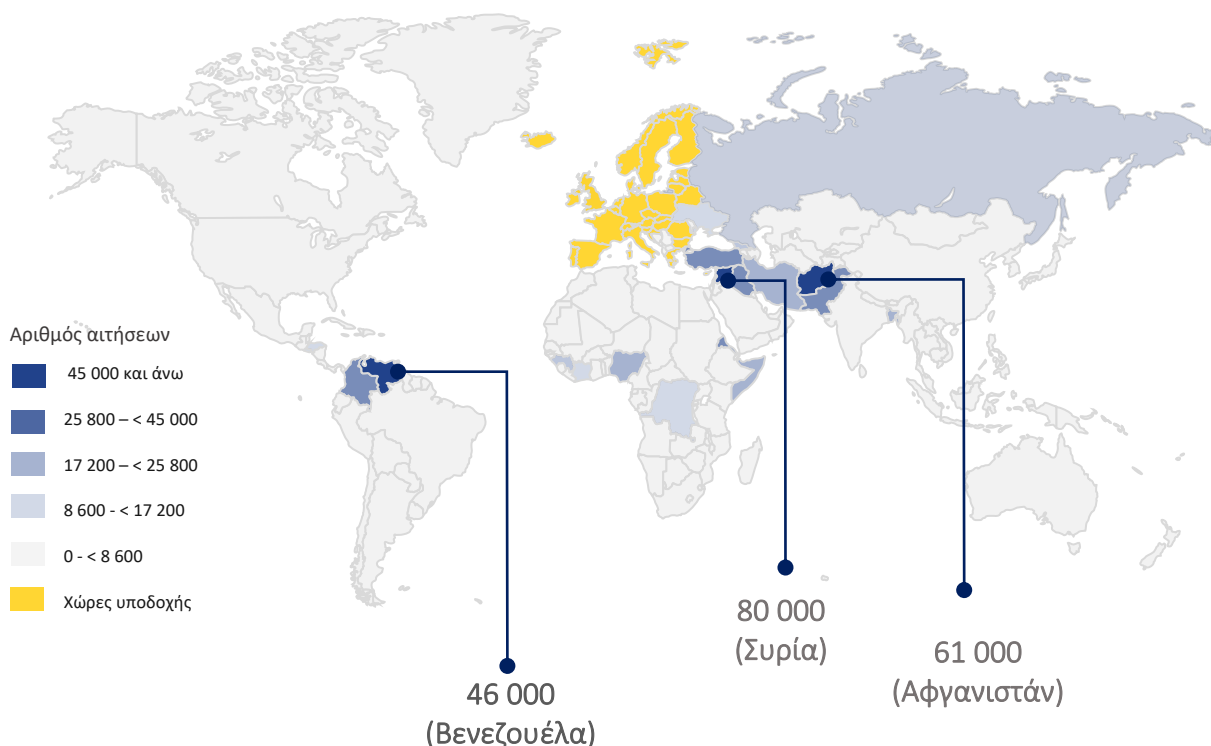 Αριθμός αιτήσεων
45 000 και άνω
25 800 – < 45 000
17 200 – < 25 800
8 600 - < 17 200
0 - < 8 600
Χώρες υποδοχής
80 000
(Συρία)
61 000
(Αφγανιστάν)
46 000
(Βενεζουέλα)